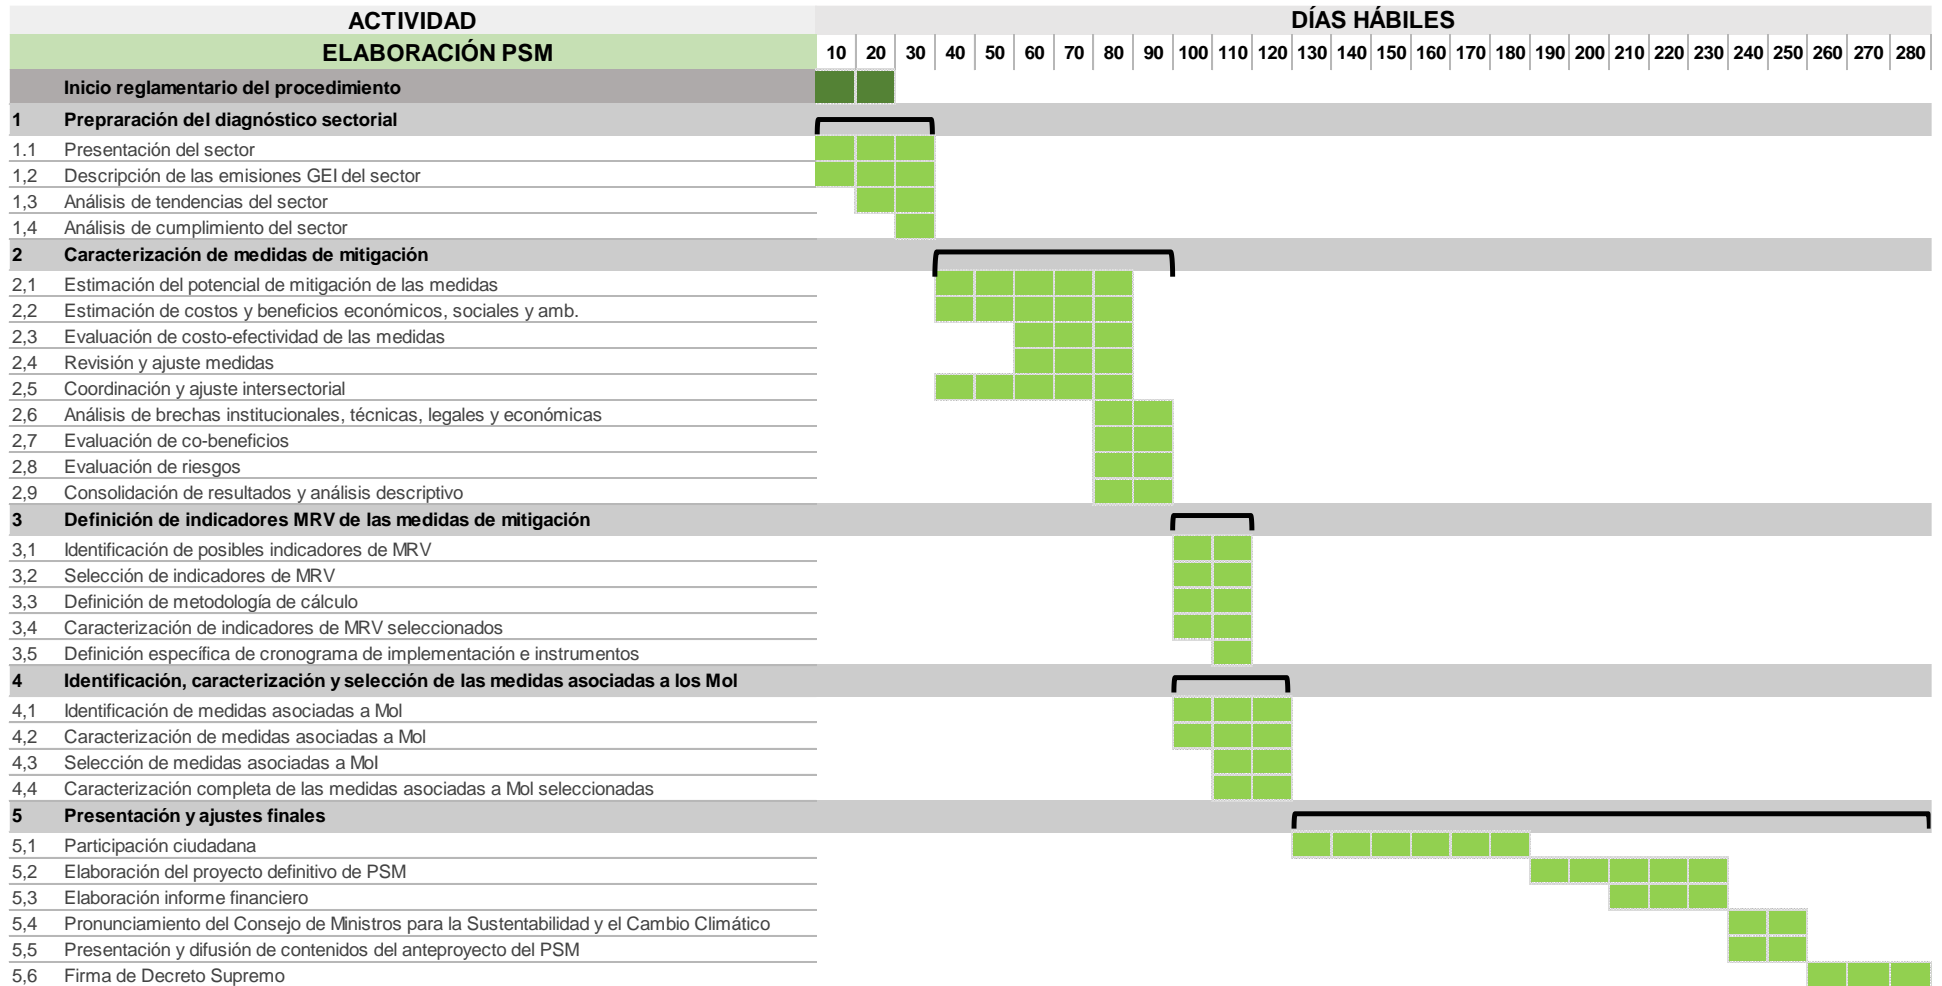 ACTIVIDAD DÍAS HÁBILES
ELABORACIÓN PSM 10 20 30 40 50 60 70 80 90 100 110 120 130 140 150 160 170 180 190 200 210 220 230 240 250 260 270 280
Inicio reglamentario del procedimiento
1 Prepraración del diagnóstico sectorial
1.1 Presentación del sector
1,2 Descripción de las emisiones GEI del sector
1,3 Análisis de tendencias del sector
1,4 Análisis de cumplimiento del sector
2 Caracterización de medidas de mitigación
2,1 Estimación del potencial de mitigación de las medidas
2,2 Estimación de costos y beneficios económicos, sociales y amb.
2,3 Evaluación de costo-efectividad de las medidas
2,4 Revisión y ajuste medidas
2,5 Coordinación y ajuste intersectorial
2,6 Análisis de brechas institucionales, técnicas, legales y económicas
2,7 Evaluación de co-beneficios
2,8 Evaluación de riesgos
2,9 Consolidación de resultados y análisis descriptivo
3 Definición de indicadores MRV de las medidas de mitigación
3,1 Identificación de posibles indicadores de MRV
3,2 Selección de indicadores de MRV
3,3 Definición de metodología de cálculo
3,4 Caracterización de indicadores de MRV seleccionados
3,5 Definición específica de cronograma de implementación e instrumentos
4 Identificación, caracterización y selección de las medidas asociadas a los MoI
4,1 Identificación de medidas asociadas a MoI
4,2 Caracterización de medidas asociadas a MoI
4,3 Selección de medidas asociadas a MoI
4,4 Caracterización completa de las medidas asociadas a MoI seleccionadas
5 Presentación y ajustes finales
5,1 Participación ciudadana
5,2 Elaboración del proyecto definitivo de PSM
5,3 Elaboración informe financiero
5,4 Pronunciamiento del Consejo de Ministros para la Sustentabilidad y el Cambio Climático
5,5 Presentación y difusión de contenidos del anteproyecto del PSM
5,6 Firma de Decreto Supremo